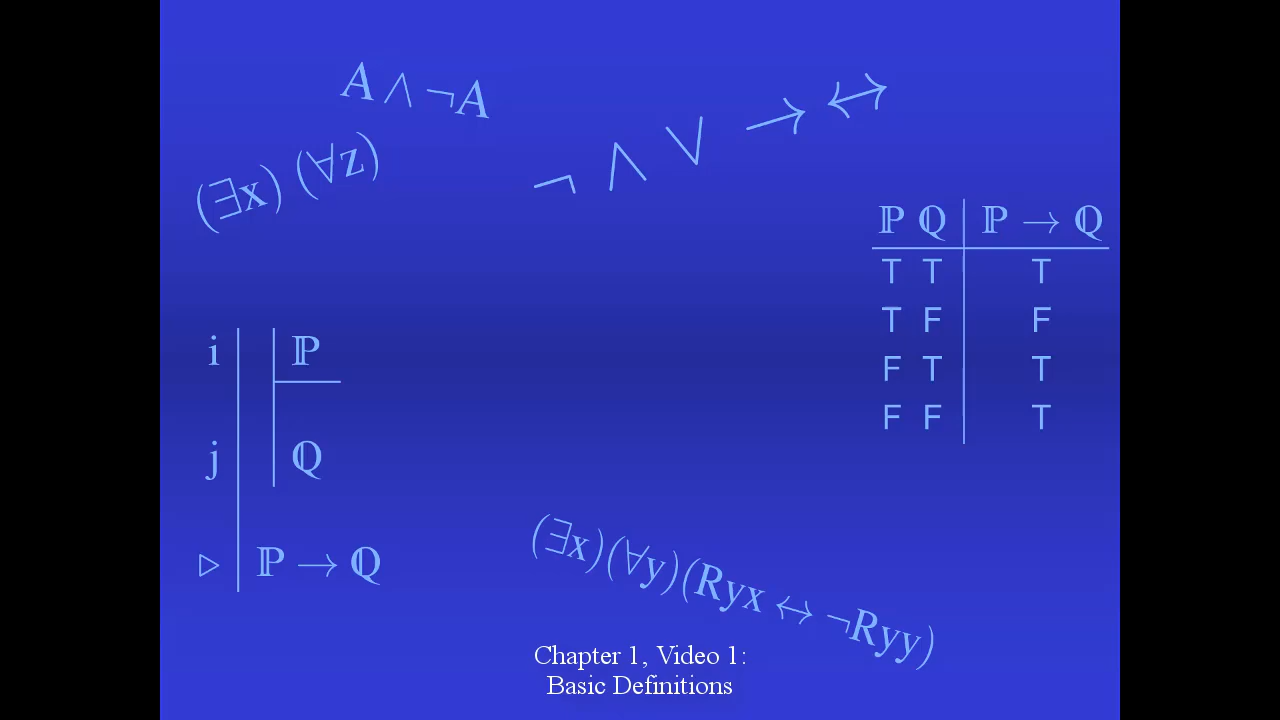 A ∧ ¬A
(∃x) (∀z)
¬ ∧ ∨ → ↔
ℙ ℚ ℙ → ℚ
T T T
T F F
F T T
F F T
i ℙ
j ℚ
▷ ℙ → ℚ
(∃x)(∀y)(Ryx ↔ ¬Ryy)
Chapter 1, Video 1:
Basic Definitions